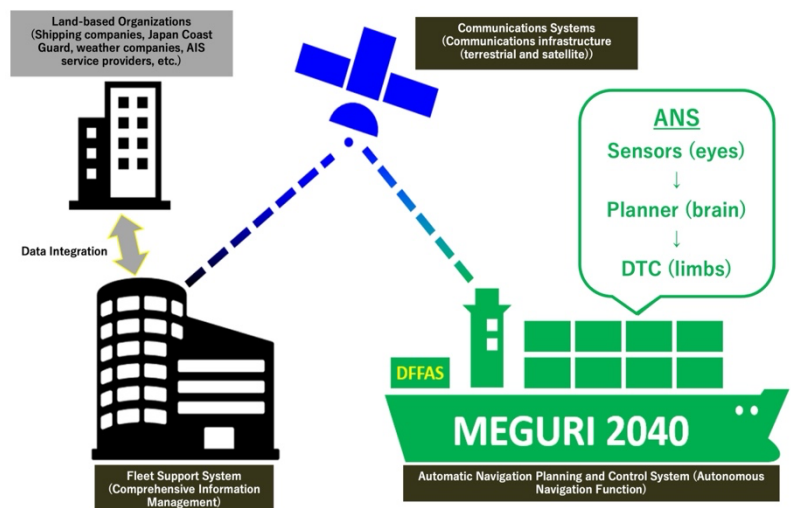 Land-based Organizations
(Shipping companies, Japan Coast
Guard, weather companies, AIS
service providers, etc.)
Communications Systems
(Communications infrastructure
(terrestrial and satellite))
ANS
Sensors (eyes)
↓
Planner (brain)
↓
DTC (limbs)
Data Integration
DFFAS
MEGURI 2040
Fleet Support System
(Comprehensive Information
Management)
Automatic Navigation Planning and Control System (Autonomous
Navigation Function)